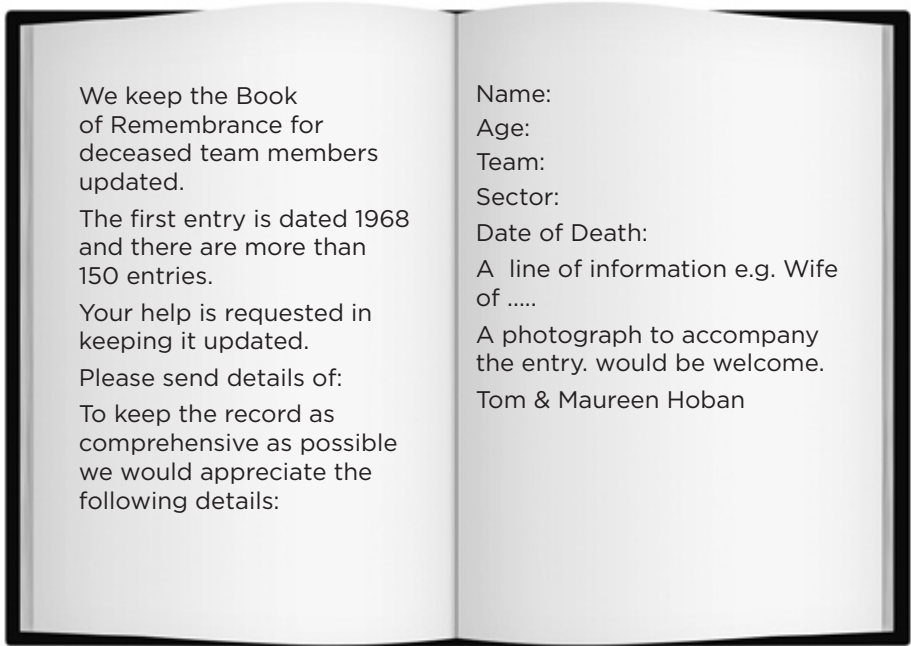 We keep the Book
of Remembrance for
deceased team members
updated.
The first entry is dated 1968
and there are more than
150 entries.
Your help is requested in
keeping it updated.
Please send details of:
To keep the record as
comprehensive as possible
we would appreciate the
following details:
Name:
Age:
Team:
Sector:
Date of Death:
A  line of information e.g. Wife
of .....
A photograph to accompany
the entry. would be welcome.
Tom & Maureen Hoban